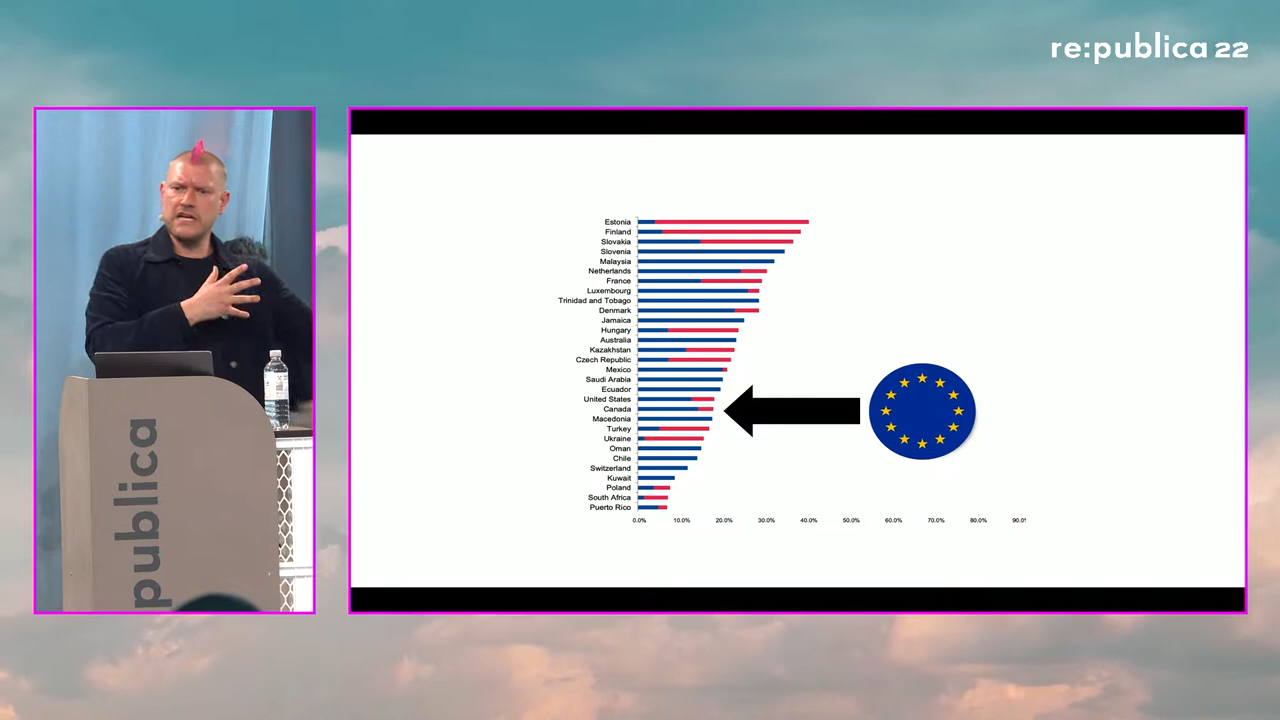 re:publica 22
publica
Estonia
Finland
Slovakia
Slovenia
Malaysia
Netherlands
France
Luxembourg
Trinidad and Tobago
Denmark
Jamaica
Hungary
Australia
Kazakhstan
Czech Republic
Mexico
Saudi Arabia
Ecuador
United States
Canada
Macedonia
Turkey
Ukraine
Oman
Chile
Switzerland
Kuwait
Poland
South Africa
Puerto Rico
0.0% 10.0% 20.0% 30.0% 40.0% 50.0% 60.0% 70.0% 80.0% 90.0